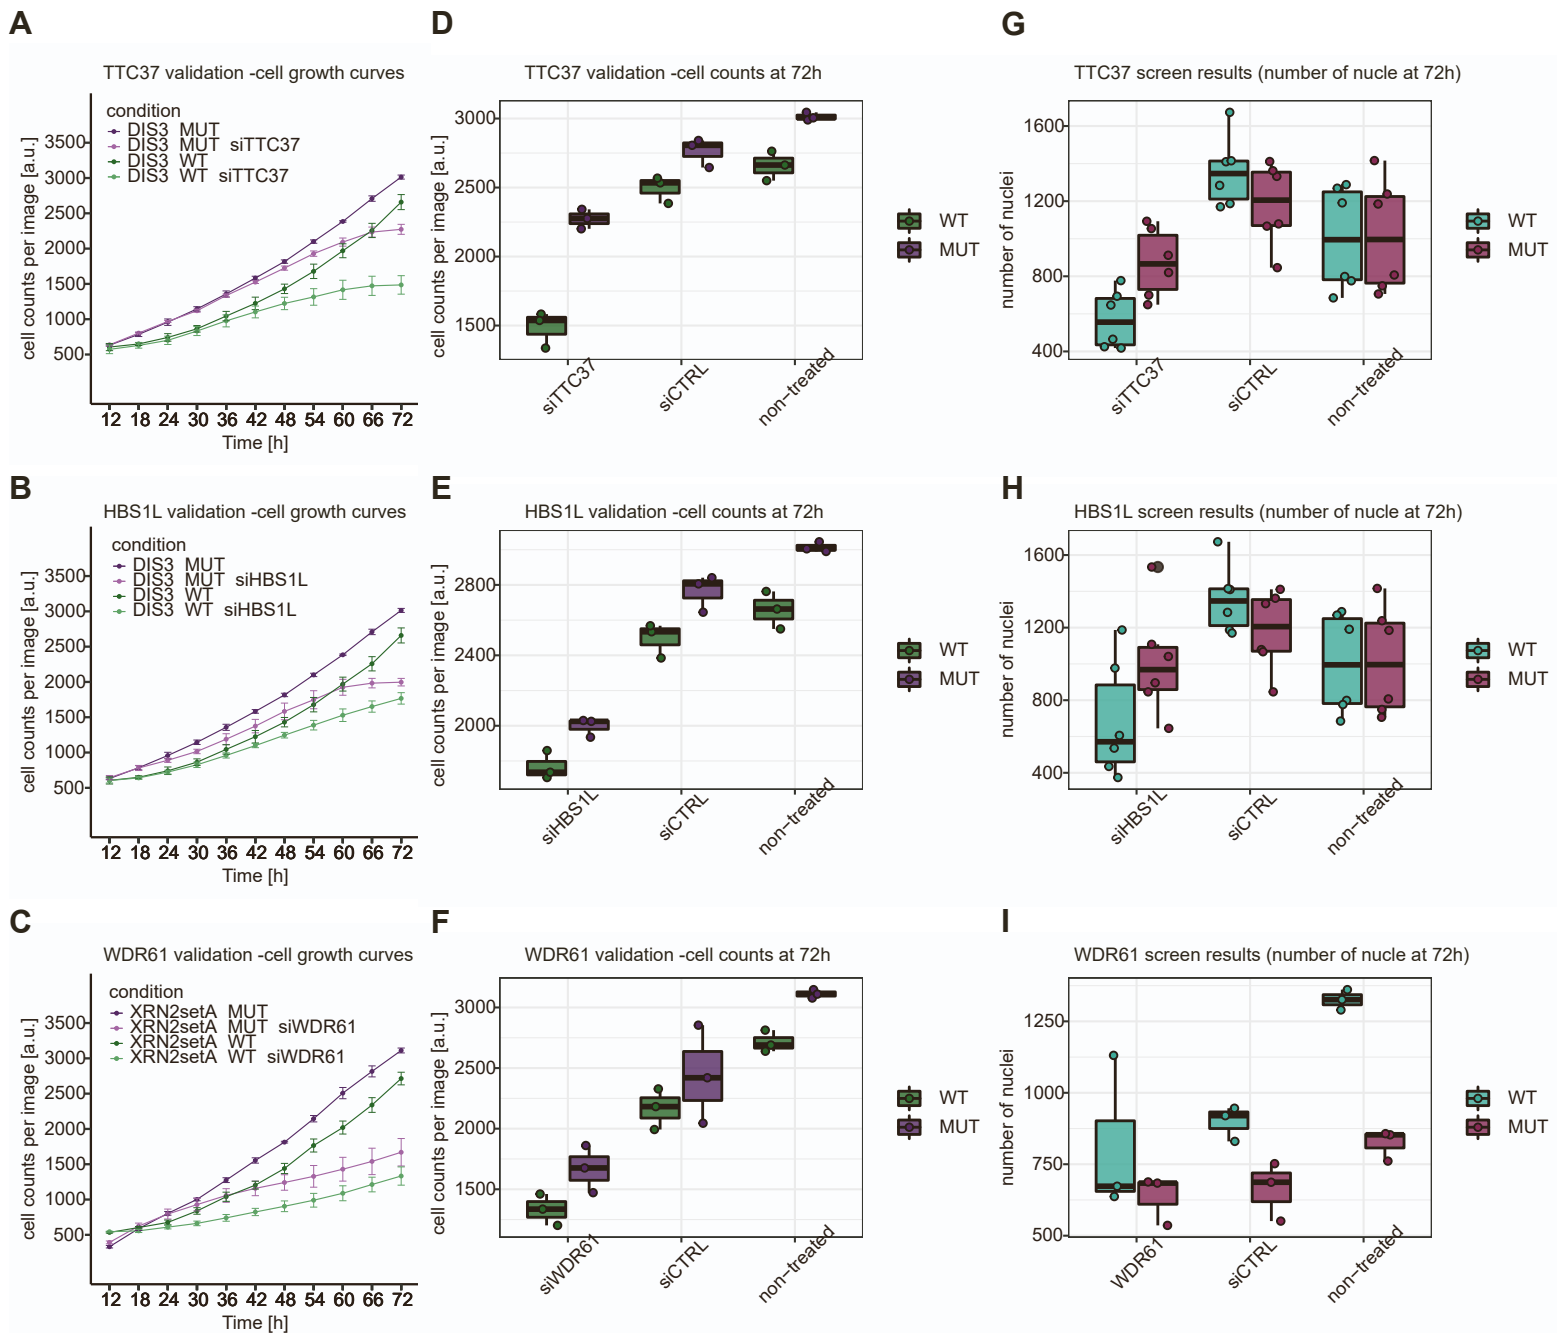 A
TTC37 validation -cell growth curves
condition
DIS3 MUT
DIS3 MUT siTTC37
DIS3 WT
DIS3 WT siTTC37
cell counts per image [a.u.]
3500
3000
2500
2000
1500
1000
500
12 18 24 30 36 42 48 54 60 66 72
Time [h]
D
TTC37 validation -cell counts at 72h
cell counts per image [a.u.]
3000
2500
2000
1500
siTTC37
siCTRL
non-treated
WT
MUT
G
TTC37 screen results (number of nucle at 72h)
number of nuclei
1600
1200
800
400
siTTC37
siCTRL
non-treated
WT
MUT
B
HBS1L validation -cell growth curves
condition
DIS3 MUT
DIS3 MUT siHBS1L
DIS3 WT
DIS3 WT siHBS1L
cell counts per image [a.u.]
3500
3000
2500
2000
1500
1000
500
12 18 24 30 36 42 48 54 60 66 72
Time [h]
E
HBS1L validation -cell counts at 72h
cell counts per image [a.u.]
2800
2400
2000
siHBS1L
siCTRL
non-treated
WT
MUT
H
HBS1L screen results (number of nucle at 72h)
number of nuclei
1600
1200
800
400
siHBS1L
siCTRL
non-treated
WT
MUT
C
WDR61 validation -cell growth curves
condition
XRN2setA MUT
XRN2setA MUT siWDR61
XRN2setA WT
XRN2setA WT siWDR61
cell counts per image [a.u.]
3500
3000
2500
2000
1500
1000
500
12 18 24 30 36 42 48 54 60 66 72
Time [h]
F
WDR61 validation -cell counts at 72h
cell counts per image [a.u.]
3000
2500
2000
1500
siWDR61
siCTRL
non-treated
WT
MUT
I
WDR61 screen results (number of nucle at 72h)
number of nuclei
1250
1000
750
500
WDR61
siCTRL
non-treated
WT
MUT